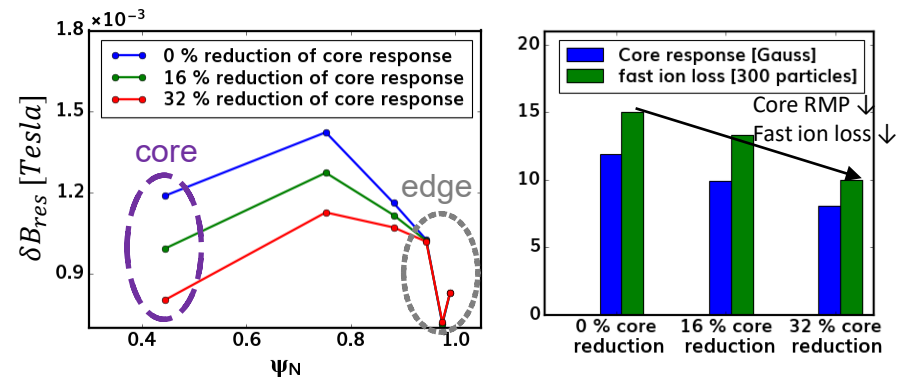 ×10⁻³
1.8
1.5
1.2
0.9
δB_res [Tesla]
0 % reduction of core response
16 % reduction of core response
32 % reduction of core response
core
edge
0.4 0.6 0.8 1.0
Ψ_N
20
15
10
5
0
Core response [Gauss]
fast ion loss [300 particles]
Core RMP ↓
Fast ion loss ↓
0 % core reduction
16 % core reduction
32 % core reduction